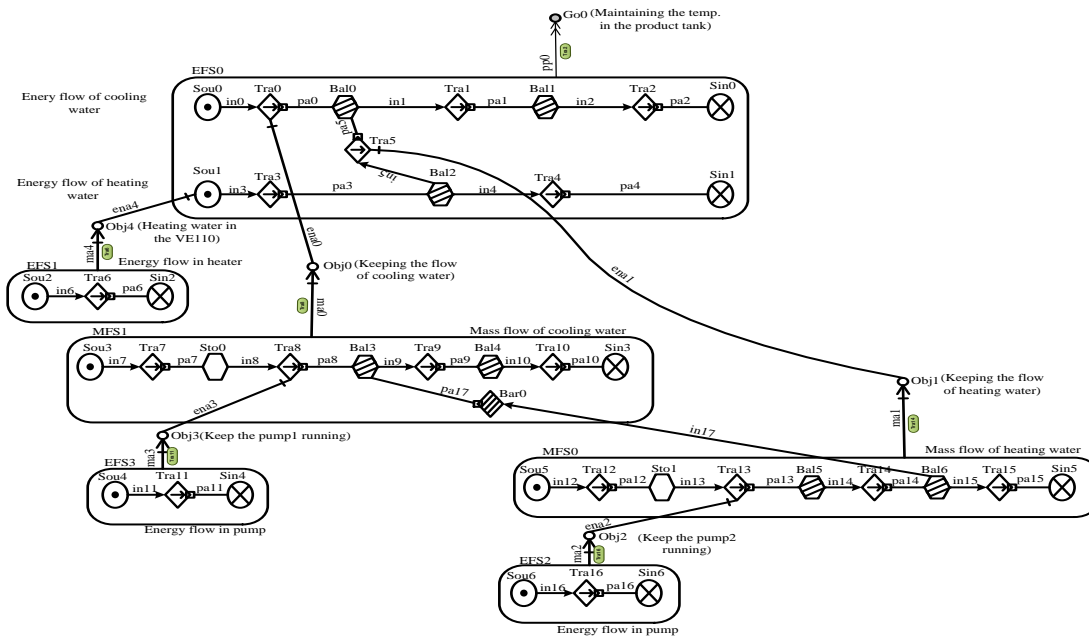 Go0
(Maintaining the temp.
in the product tank)
pp0
EFS0
Enery flow of cooling
water
Sou0
in0
Tra0
pa0
Bal0
in1
Tra1
pa1
Bal1
in2
Tra2
pa2
Sin0
pa5
Tra5
in5
Energy flow of heating
water
Sou1
in3
Tra3
pa3
Bal2
in4
Tra4
pa4
Sin1
ena4
Obj4
(Heating water in
the VE110)
ma4
ena0
ena1
EFS1
Energy flow in heater
Sou2
in6
Tra6
pa6
Sin2
Obj0
(Keeping the flow
of cooling water)
ma0
MFS1
Mass flow of cooling water
Sou3
in7
Tra7
pa7
Sto0
in8
Tra8
pa8
Bal3
in9
Tra9
pa9
Bal4
in10
Tra10
pa10
Sin3
pa17
Bar0
in17
ena3
Obj3(Keep the pump1 running)
ma3
Obj1
(Keeping the flow
of heating water)
ma1
EFS3
Sou4
in11
Tra11
pa11
Sin4
Energy flow in pump
MFS0
Mass flow of heating water
Sou5
in12
Tra12
pa12
Sto1
in13
Tra13
pa13
Bal5
in14
Tra14
pa14
Bal6
in15
Tra15
pa15
Sin5
ena2
Obj2
(Keep the pump2
running)
ma2
EFS2
Sou6
in16
Tra16
pa16
Sin6
Energy flow in pump